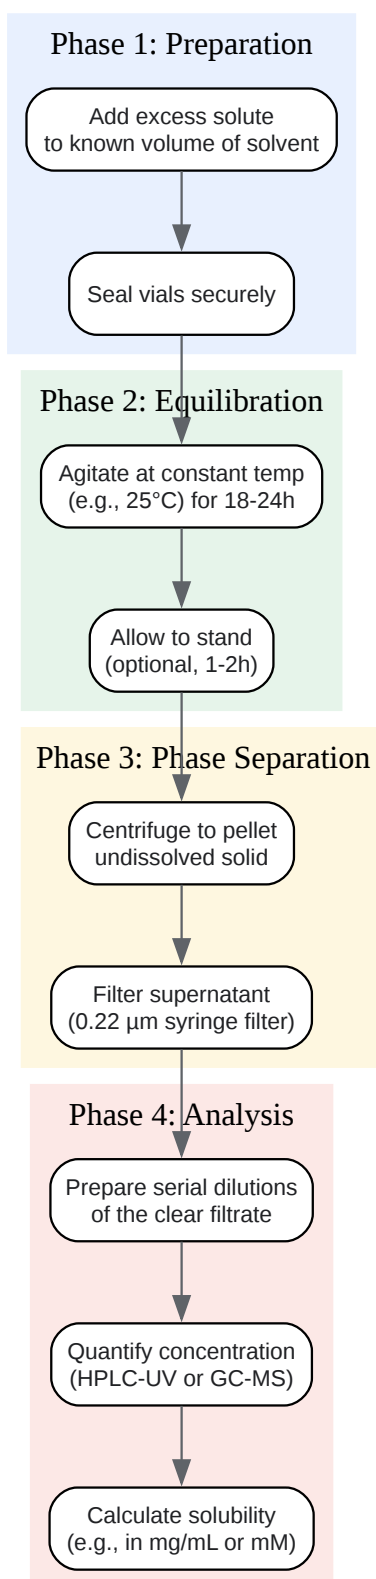 Phase 1: Preparation
Add excess solute
to known volume of solvent
Seal vials securely
Phase 2: Equilibration
Agitate at constant temp
(e.g., 25°C) for 18-24h
Allow to stand
(optional, 1-2h)
Phase 3: Phase Separation
Centrifuge to pellet
undissolved solid
Filter supernatant
(0.22 µm syringe filter)
Phase 4: Analysis
Prepare serial dilutions
of the clear filtrate
Quantify concentration
(HPLC-UV or GC-MS)
Calculate solubility
(e.g., in mg/mL or mM)